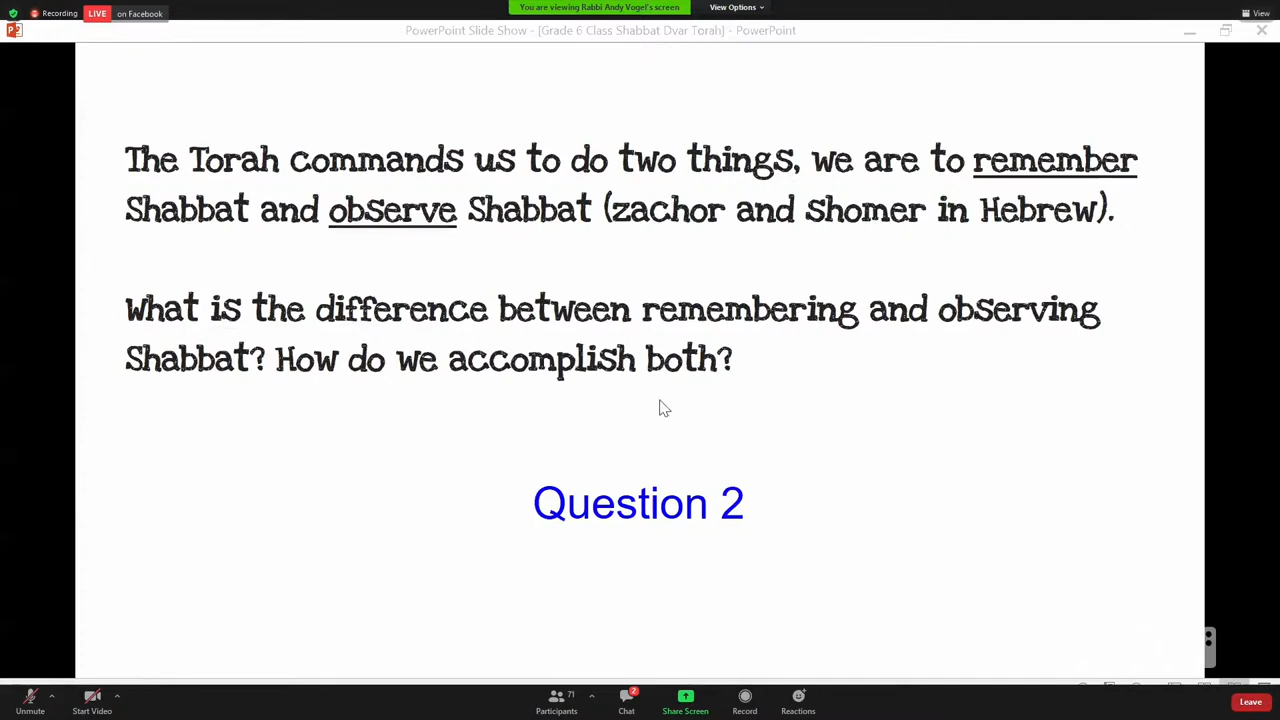 Recording
LIVE on Facebook
You are viewing Rabbi Andy Vogel's screen
View Options
View
PowerPoint Slide Show - [Grade 6 Class Shabbat Dvar Torah] - PowerPoint
The Torah commands us to do two things, we are to remember
Shabbat and observe Shabbat (zachor and shomer in Hebrew).
What is the difference between remembering and observing
Shabbat? How do we accomplish both?
Question 2
Unmute
Start Video
Participants 71
Chat 2
Share Screen
Record
Reactions
Leave